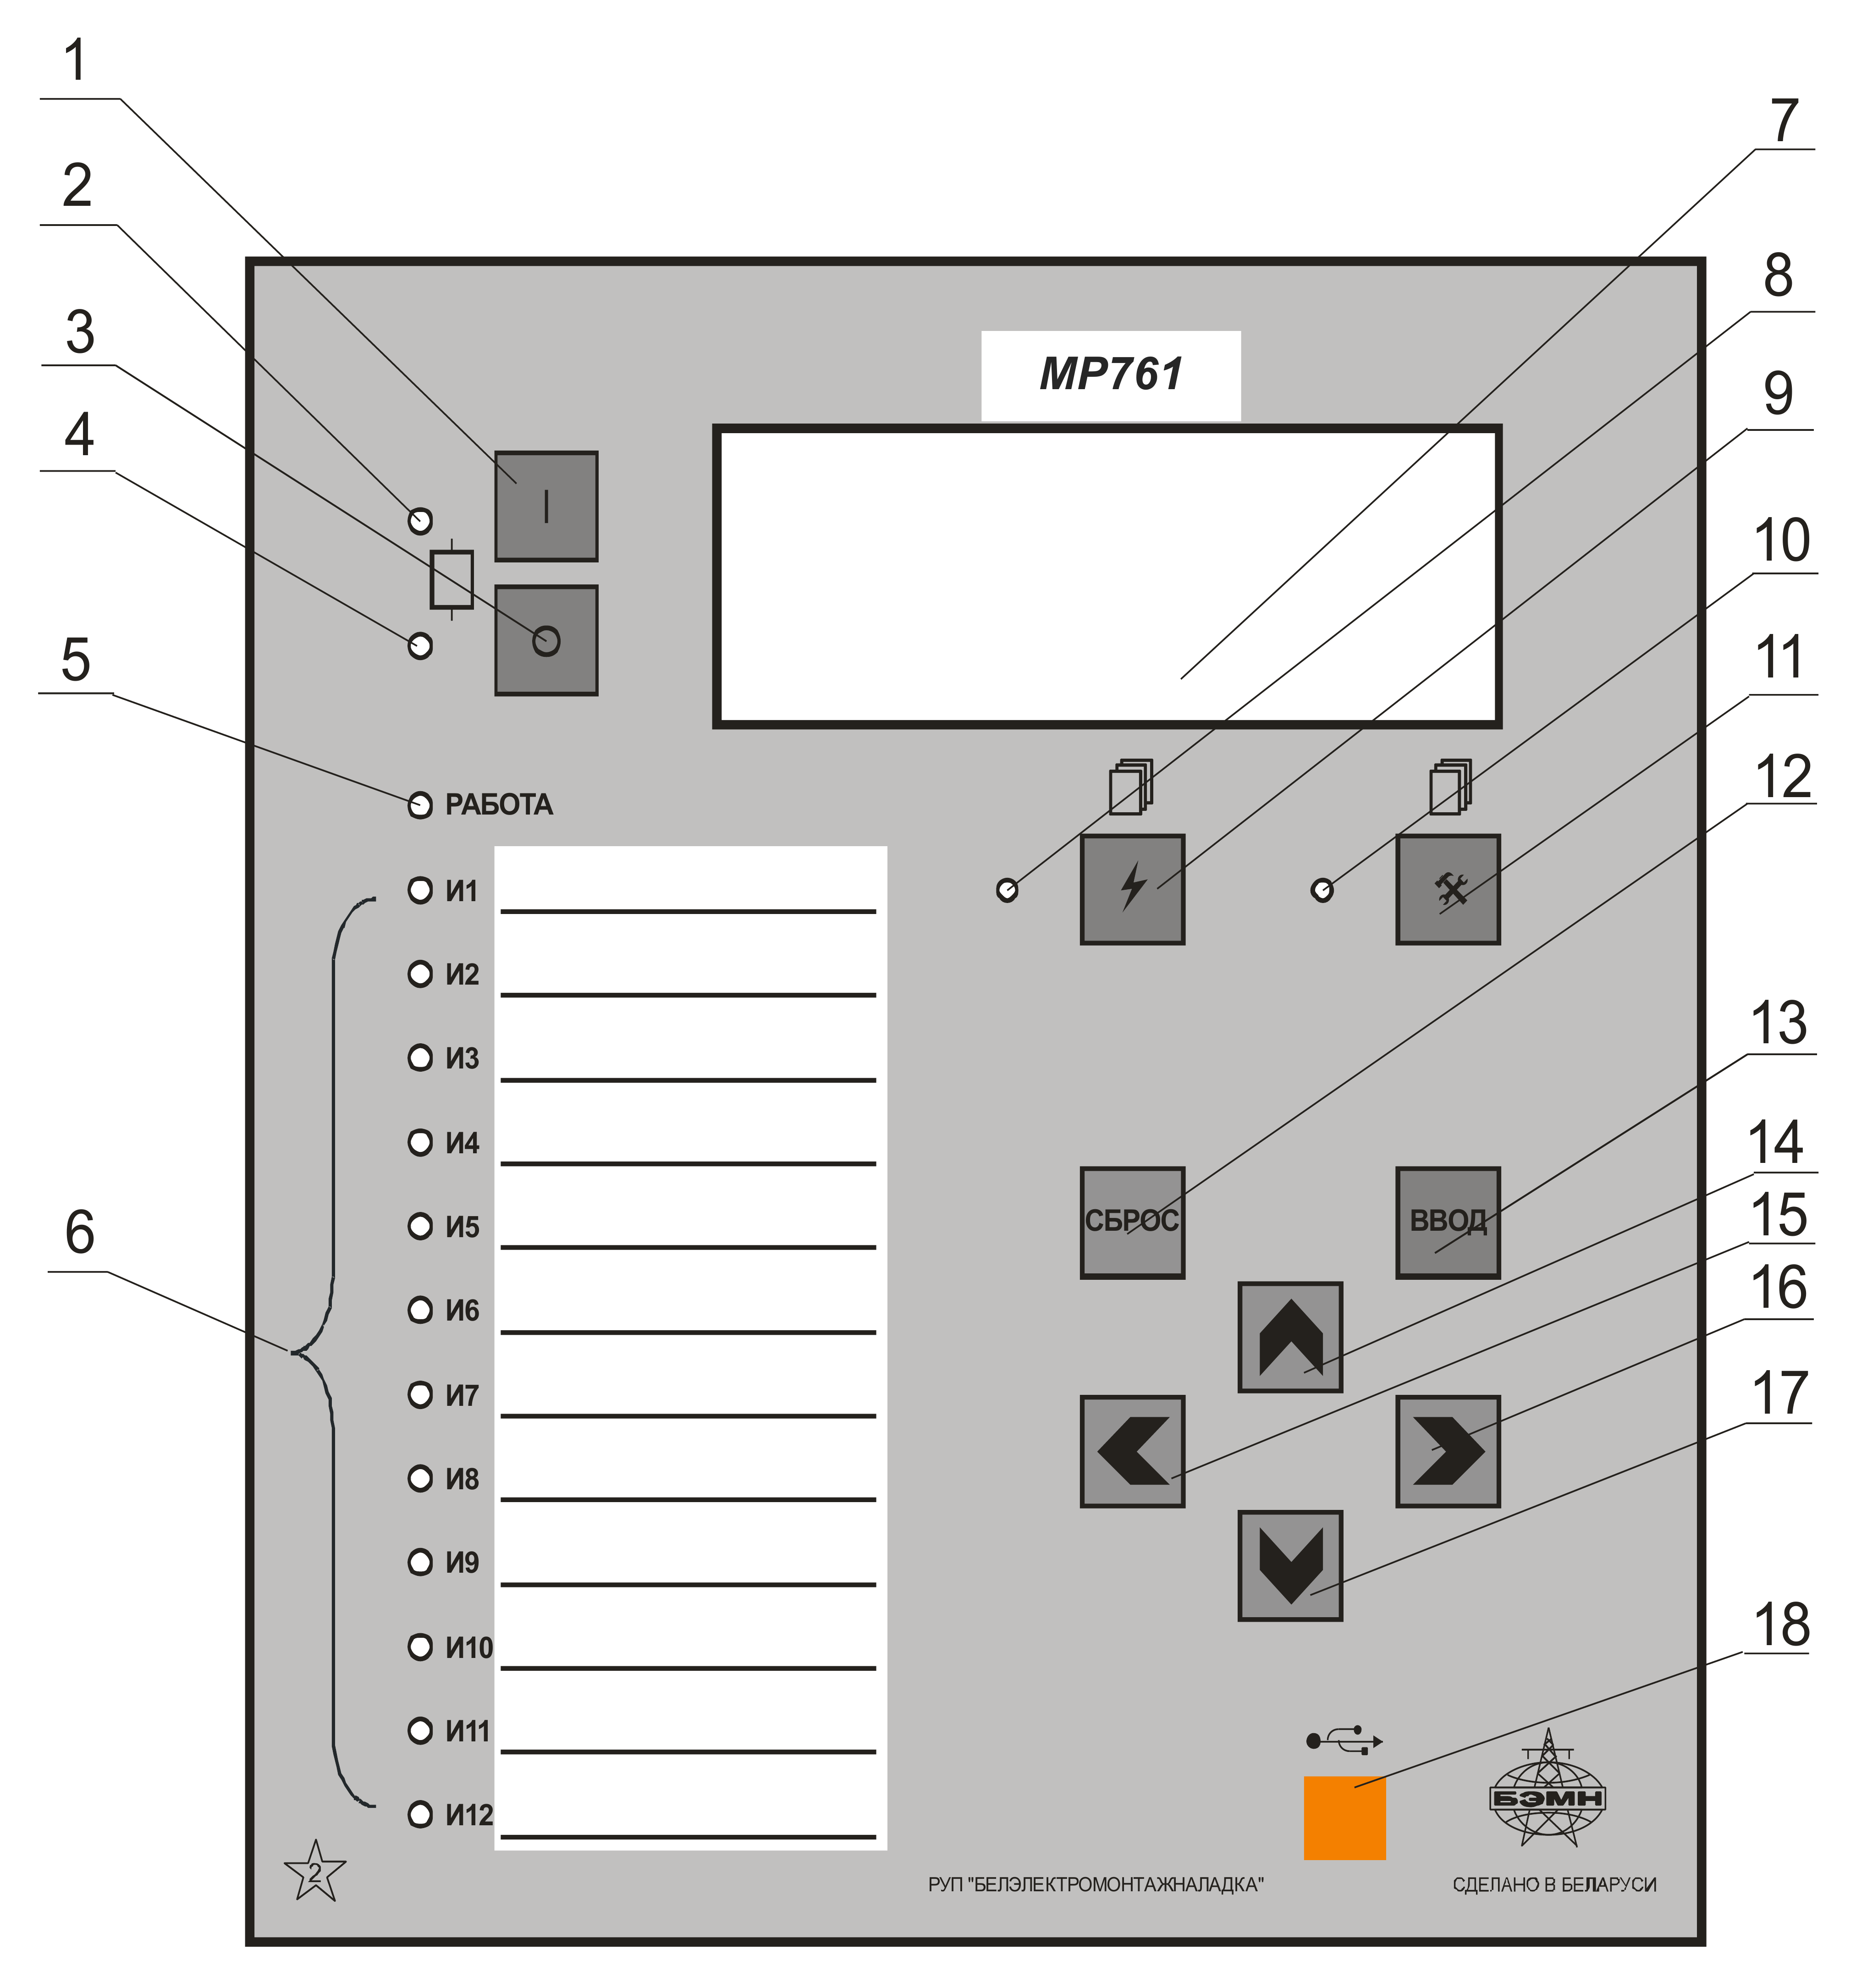 1
2
3
4
5
6
7
8
9
10
11
12
13
14
15
16
17
18
МР761
I
O
РАБОТА
И1
И2
И3
И4
И5
И6
И7
И8
И9
И10
И11
И12
СБРОС
ВВОД
БЭМН
2
РУП "БЕЛЭЛЕКТРОМОНТАЖНАЛАДКА"
СДЕЛАНО В БЕЛАРУСИ